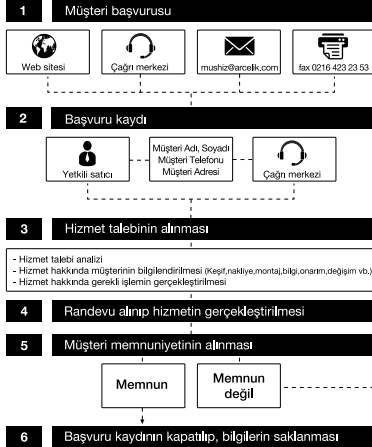 1 Müşteri başvurusu
Web sitesi
Çağrı merkezi
mushiz@arcelik.com
fax 0216 423 23 53
2 Başvuru kaydı
Yetkili satıcı
Müşteri Adı, Soyadı
Müşteri Telefonu
Müşteri Adresi
Çağrı merkezi
3 Hizmet talebinin alınması
- Hizmet talebi analizi
- Hizmet hakkında müşterinin bilgilendirilmesi (Keşif,nakliye,montaj,bilgi,onarım,değişim vb.)
- Hizmet hakkında gerekli işlemin gerçekleştirilmesi
4 Randevu alınıp hizmetin gerçekleştirilmesi
5 Müşteri memnuniyetinin alınması
Memnun
Memnun
değil
6 Başvuru kaydının kapatılıp, bilgilerin saklanması